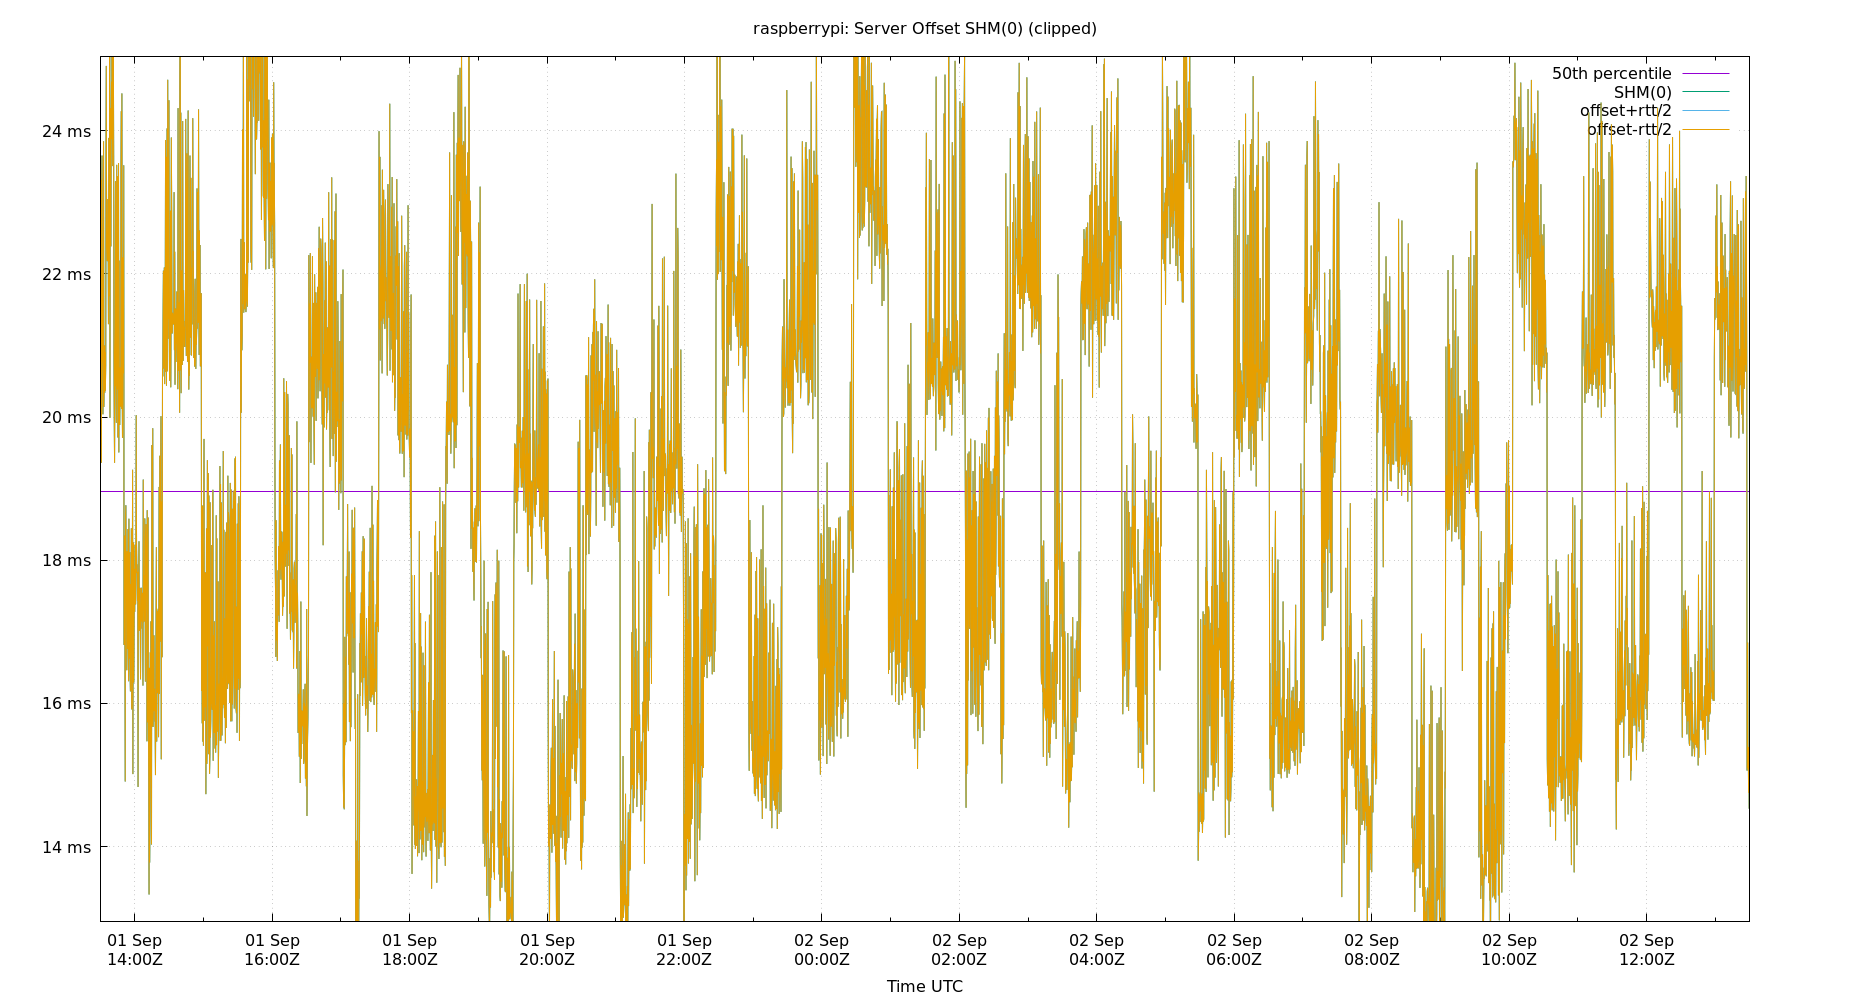 raspberrypi: Server Offset SHM(0) (clipped)
50th percentile
SHM(0)
offset+rtt/2
offset-rtt/2
24 ms
22 ms
20 ms
18 ms
16 ms
14 ms
01 Sep 01 Sep 01 Sep 01 Sep 01 Sep 02 Sep 02 Sep 02 Sep 02 Sep 02 Sep 02 Sep 02 Sep
14:00Z 16:00Z 18:00Z 20:00Z 22:00Z 00:00Z 02:00Z 04:00Z 06:00Z 08:00Z 10:00Z 12:00Z
Time UTC